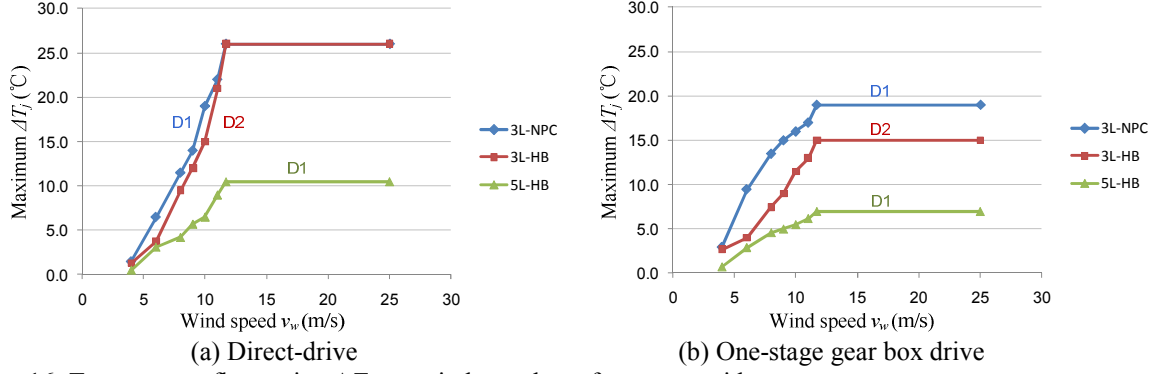 30.0
25.0
20.0
15.0
10.0
5.0
0.0
Maximum ΔTj (℃)
D1
D2
D1
0 5 10 15 20 25 30
Wind speed vw (m/s)
3L-NPC
3L-HB
5L-HB
(a) Direct-drive
30.0
25.0
20.0
15.0
10.0
5.0
0.0
Maximum ΔTj (℃)
D1
D2
D1
0 5 10 15 20 25 30
Wind speed vw (m/s)
3L-NPC
3L-HB
5L-HB
(b) One-stage gear box drive